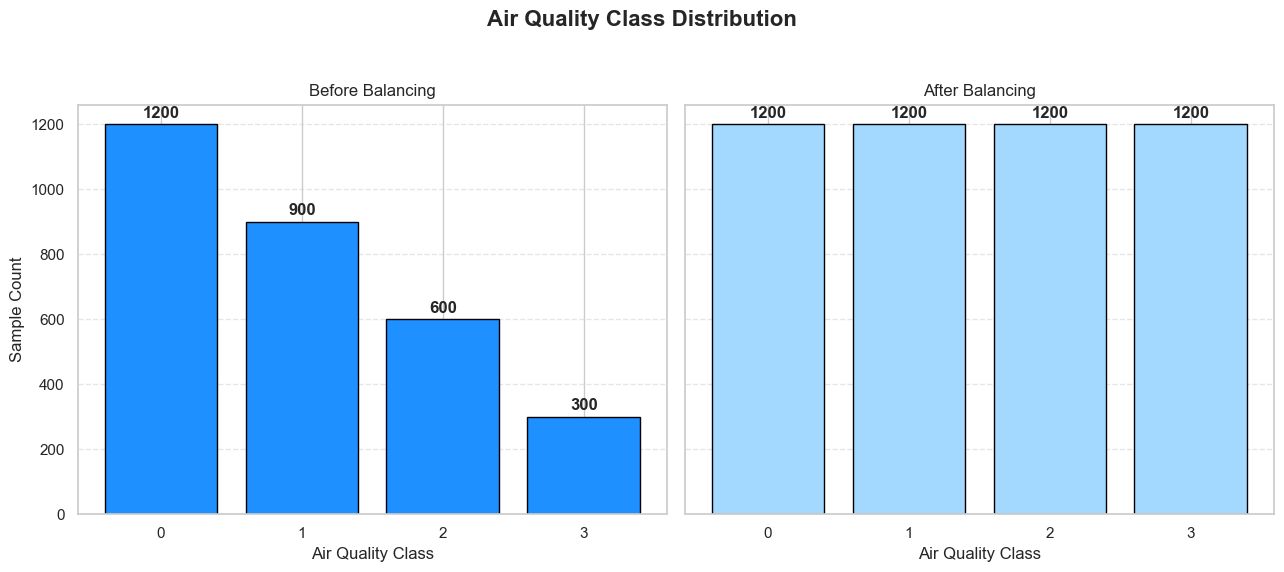 Air Quality Class Distribution
Before Balancing
1200
900
600
300
1200
1000
800
600
400
200
0
Sample Count
0 1 2 3
Air Quality Class
After Balancing
1200 1200 1200 1200
0 1 2 3
Air Quality Class